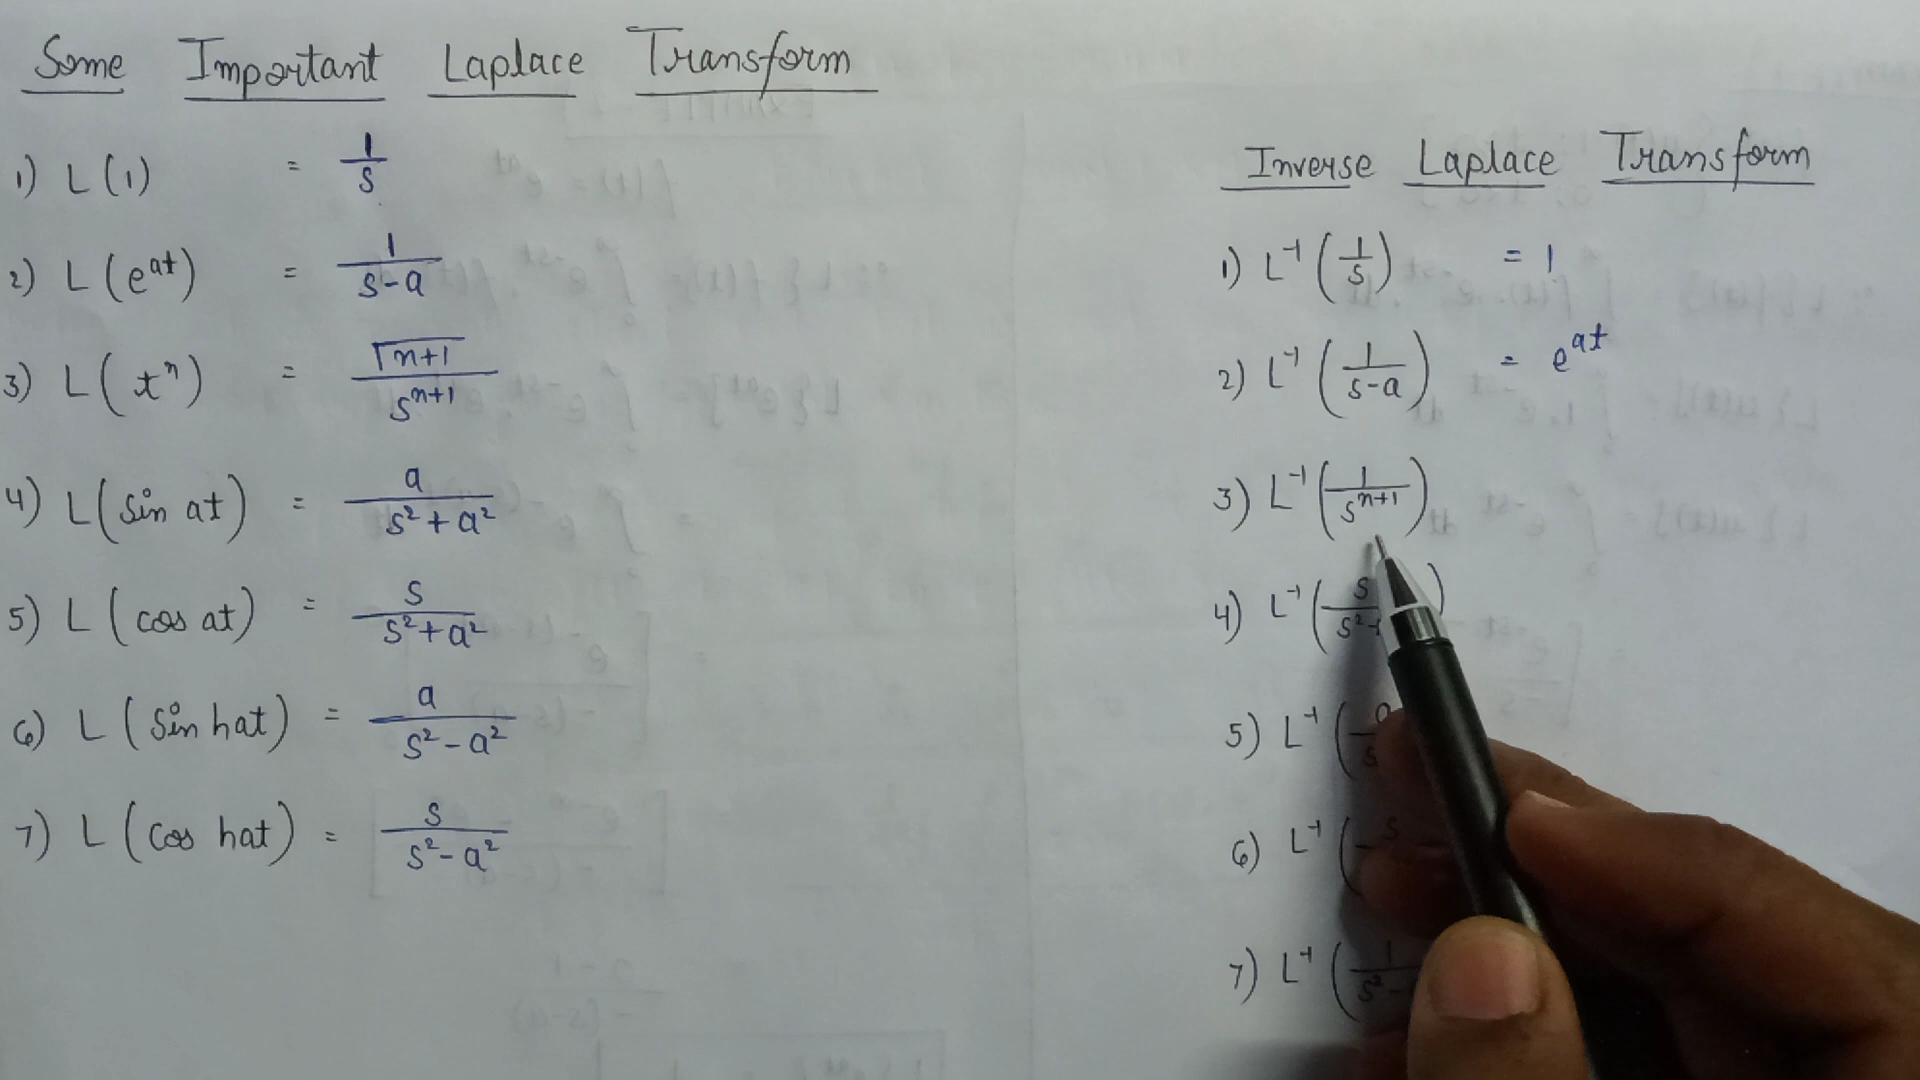 Some Important Laplace Transform
1) L(1) = 1/s
2) L(e^at) = 1/(s-a)
3) L(t^n) = Γn+1/s^n+1
4) L(sin at) = a/(s²+a²)
5) L(cos at) = s/(s²+a²)
6) L(sin hat) = a/(s²-a²)
7) L(cos hat) = s/(s²-a²)
Inverse Laplace Transform
1) L⁻¹(1/s) = 1
2) L⁻¹(1/(s-a)) = e^at
3) L⁻¹(1/s^n+1)
4) L⁻¹(s/s²+)
5) L⁻¹(a/s
6) L⁻¹(s
7) L⁻¹(1/s²-